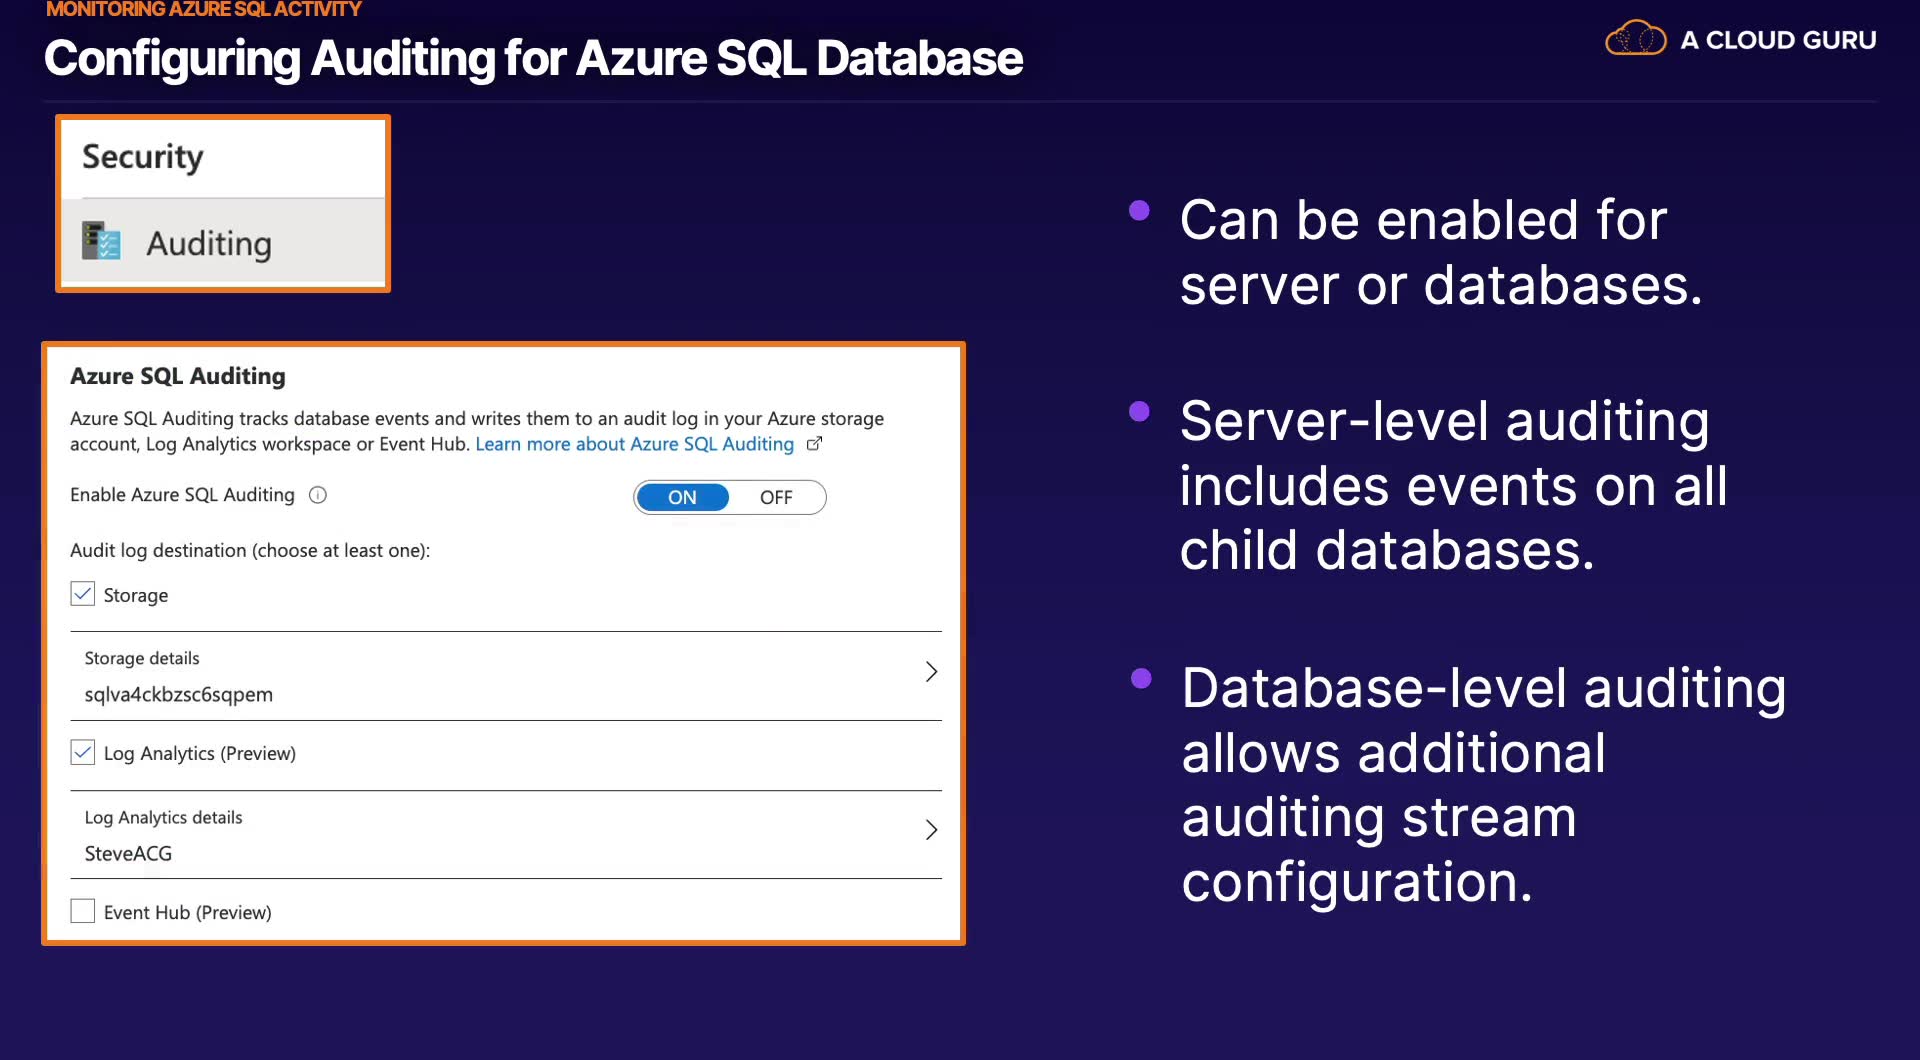 MONITORING AZURE SQL ACTIVITY
Configuring Auditing for Azure SQL Database
A CLOUD GURU
Security
Auditing
Azure SQL Auditing
Azure SQL Auditing tracks database events and writes them to an audit log in your Azure storage
account, Log Analytics workspace or Event Hub. Learn more about Azure SQL Auditing
Enable Azure SQL Auditing
ON OFF
Audit log destination (choose at least one):
Storage
Storage details
sqlva4ckbzsc6sqpem
Log Analytics (Preview)
Log Analytics details
SteveACG
Event Hub (Preview)
Can be enabled for
server or databases.
Server-level auditing
includes events on all
child databases.
Database-level auditing
allows additional
auditing stream
configuration.